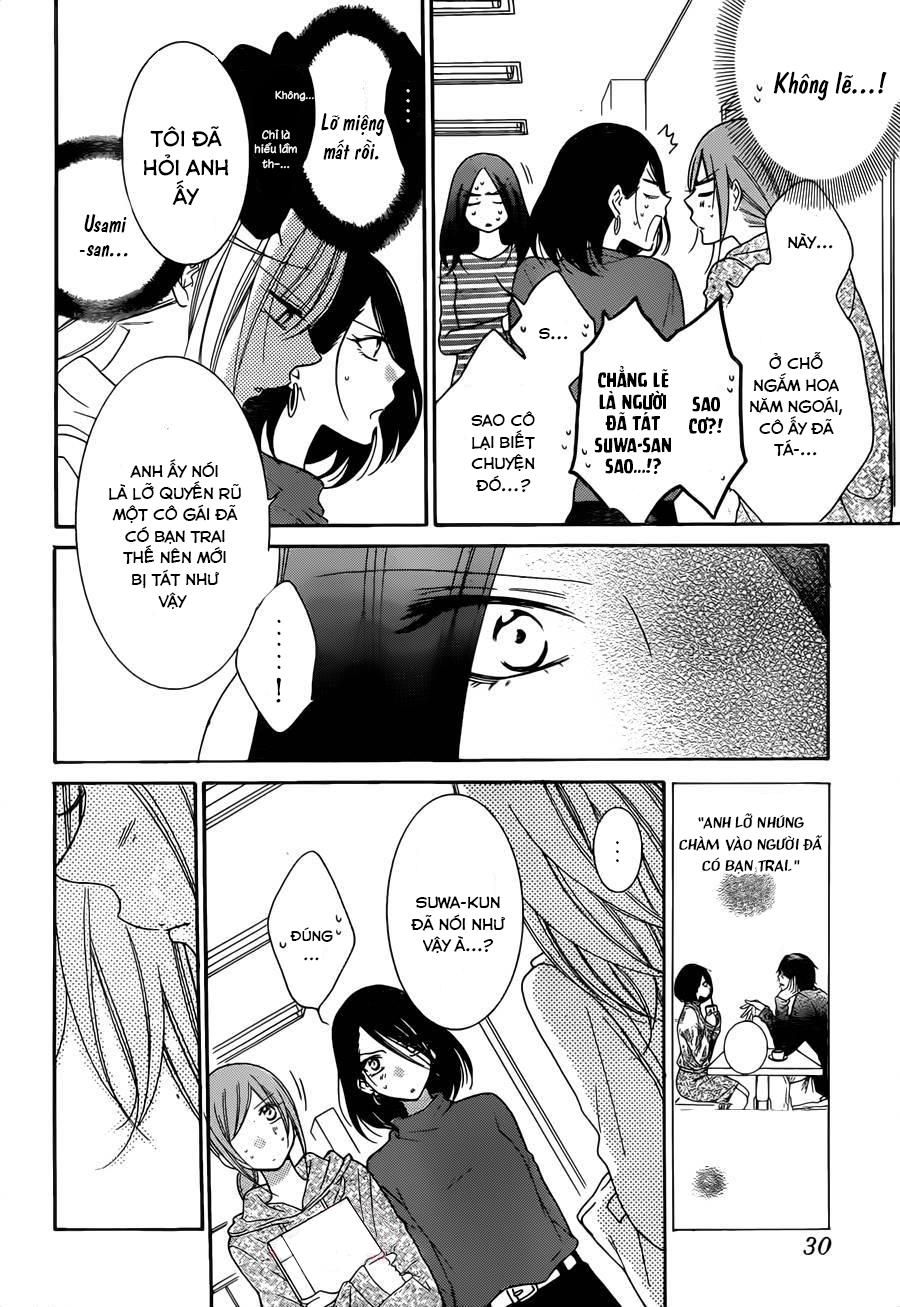 Không lẽ...!
NÀY...
Ở CHỖ
NGẮM HOA
NĂM NGOÁI,
CÔ ẤY ĐÃ
TÁ-...
SAO
CƠ?!
CHẲNG LẼ
LÀ NGƯỜI
ĐÃ TÁT
SUWA-SAN
SAO...!?
S...
SAO CÔ
LẠI BIẾT
CHUYỆN
ĐÓ...?
...
Lỡ miệng
mất rồi.
Không...
Chỉ là
hiểu lầm
th-...
TÔI ĐÃ
HỎI ANH
ẤY
Usami
-san...
ANH ẤY NÓI
LÀ LỠ QUYẾN RŨ
MỘT CÔ GÁI ĐÃ
CÓ BẠN TRAI
THẾ NÊN MỚI
BỊ TÁT NHƯ
VẬY
......!
"ANH LỠ NHÚNG
CHÀM VÀO NGƯỜI ĐÃ
CÓ BẠN TRAI."
...
SUWA-KUN
ĐÃ NÓI NHƯ
VẬY À...?
ĐÚNG
...
30